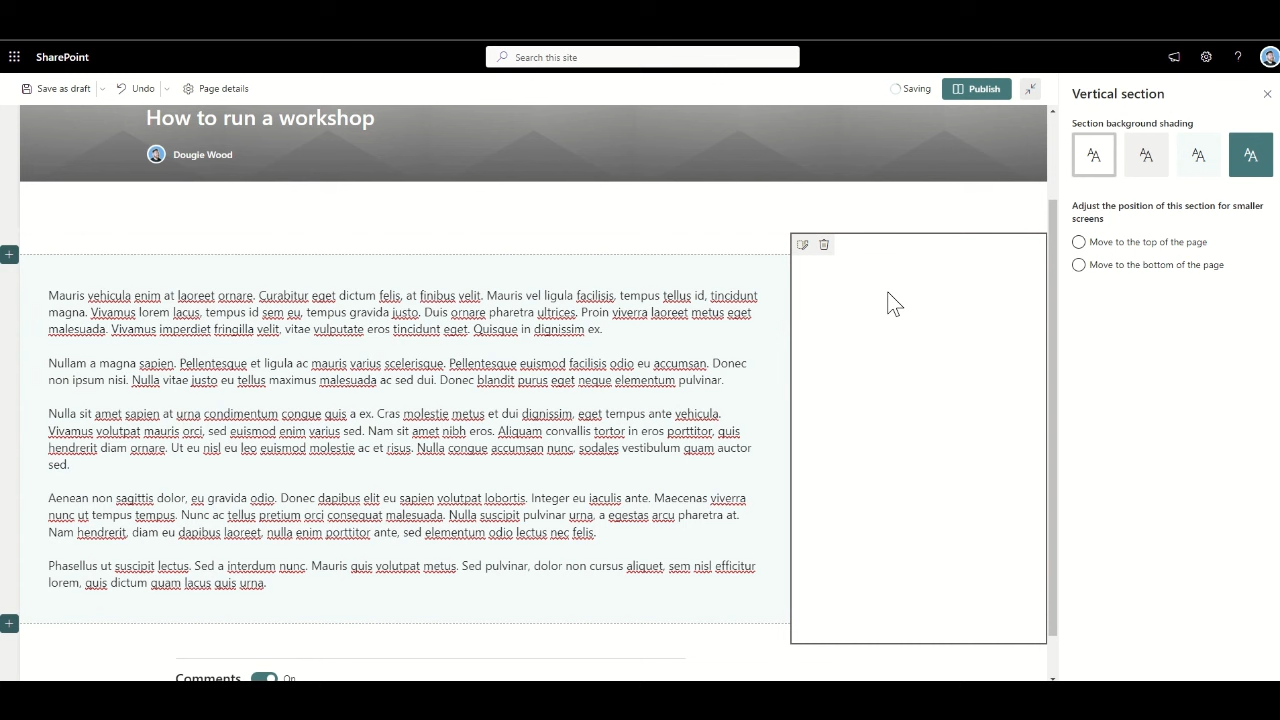 SharePoint
Search this site
?
Save as draft
Undo
Page details
Saving
Publish
How to run a workshop
Dougie Wood
Mauris vehicula enim at laoreet ornare. Curabitur eget dictum felis, at finibus velit. Mauris vel ligula facilisis, tempus tellus id, tincidunt
magna. Vivamus lorem lacus, tempus id sem eu, tempus gravida justo. Duis ornare pharetra ultrices. Proin viverra laoreet metus eget
malesuada. Vivamus imperdiet fringilla velit, vitae vulputate eros tincidunt eget. Quisque in dignissim ex.
Nullam a magna sapien. Pellentesque et ligula ac mauris varius scelerisque. Pellentesque euismod facilisis odio eu accumsan. Donec
non ipsum nisi. Nulla vitae justo eu tellus maximus malesuada ac sed dui. Donec blandit purus eget neque elementum pulvinar.
Nulla sit amet sapien at urna condimentum congue quis a ex. Cras molestie metus et dui dignissim, eget tempus ante vehicula.
Vivamus volutpat mauris orci, sed euismod enim varius sed. Nam sit amet nibh eros. Aliquam convallis tortor in eros porttitor, quis
hendrerit diam ornare. Ut eu nisl eu leo euismod molestie ac et risus. Nulla congue accumsan nunc, sodales vestibulum quam auctor
sed.
Aenean non sagittis dolor, eu gravida odio. Donec dapibus elit eu sapien volutpat lobortis. Integer eu iaculis ante. Maecenas viverra
nunc ut tempus tempus. Nunc ac tellus pretium orci consequat malesuada. Nulla suscipit pulvinar urna, a egestas arcu pharetra at.
Nam hendrerit, diam eu dapibus laoreet, nulla enim porttitor ante, sed elementum odio lectus nec felis.
Phasellus ut suscipit lectus. Sed a interdum nunc. Mauris quis volutpat metus. Sed pulvinar, dolor non cursus aliquet, sem nisl efficitur
lorem, quis dictum quam lacus quis urna.
Comments On
Vertical section
Section background shading
AA AA AA AA
Adjust the position of this section for smaller
screens
Move to the top of the page
Move to the bottom of the page